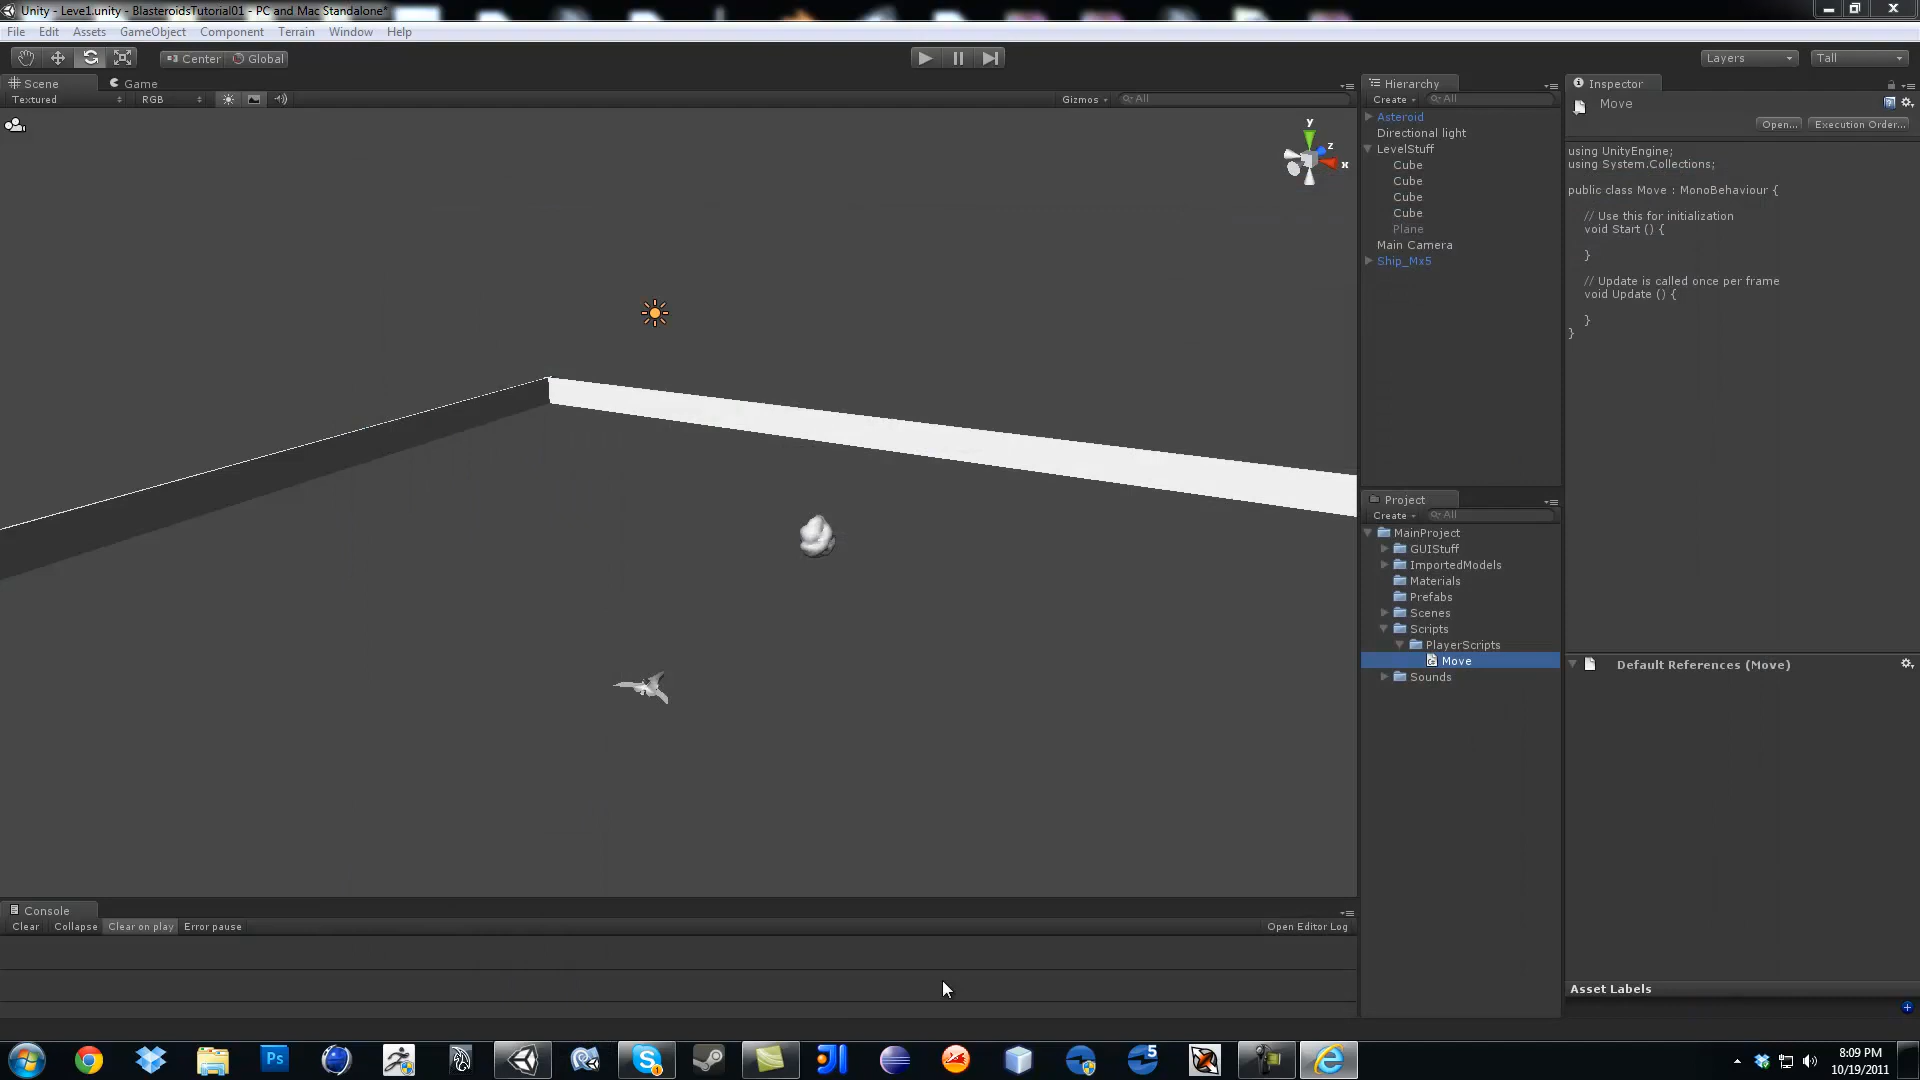 Unity - Leve1.unity - BlasteroidsTutorial01 - PC and Mac Standalone*
File Edit Assets GameObject Component Terrain Window Help
Center Global Layers Tall
Scene Game
Textured RGB Gizmos All
y
z
x
Hierarchy
Create All
Asteroid
Directional light
LevelStuff
Cube
Cube
Cube
Cube
Plane
Main Camera
Ship_Mx5
Project
Create All
MainProject
GUIStuff
ImportedModels
Materials
Prefabs
Scenes
Scripts
PlayerScripts
Move
Sounds
Inspector
Move
Open... Execution Order...
using UnityEngine;
using System.Collections;
public class Move : MonoBehaviour {
// Use this for initialization
void Start () {
}
// Update is called once per frame
void Update () {
}
}
Default References (Move)
Asset Labels
Console
Clear Collapse Clear on play Error pause Open Editor Log
Ps
5
8:09 PM
10/19/2011